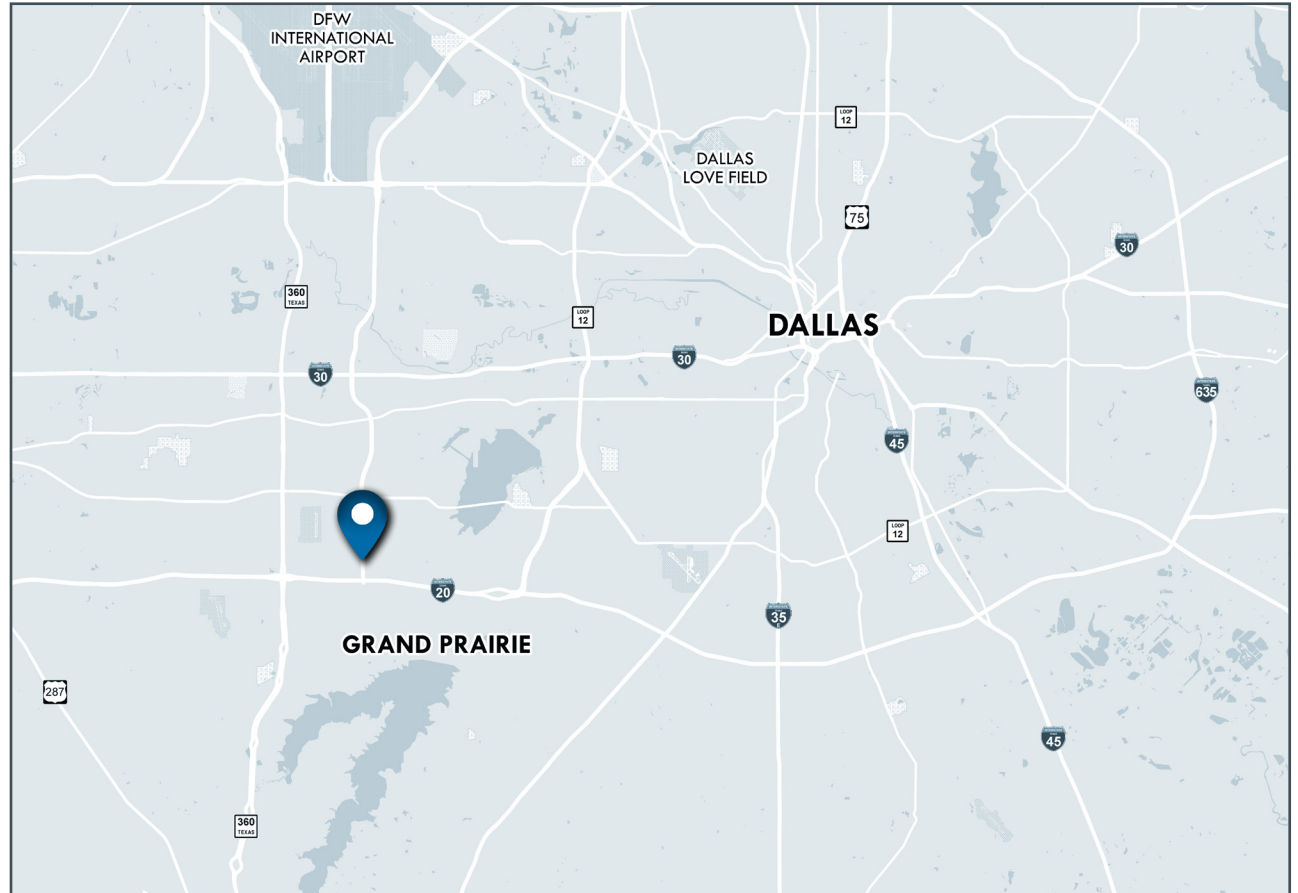 DFW
INTERNATIONAL
AIRPORT
LOOP
12
DALLAS
LOVE FIELD
75
30
360
TEXAS
LOOP
12
DALLAS
30
30
635
45
LOOP
12
20
35
E
GRAND PRAIRIE
287
45
360
TEXAS